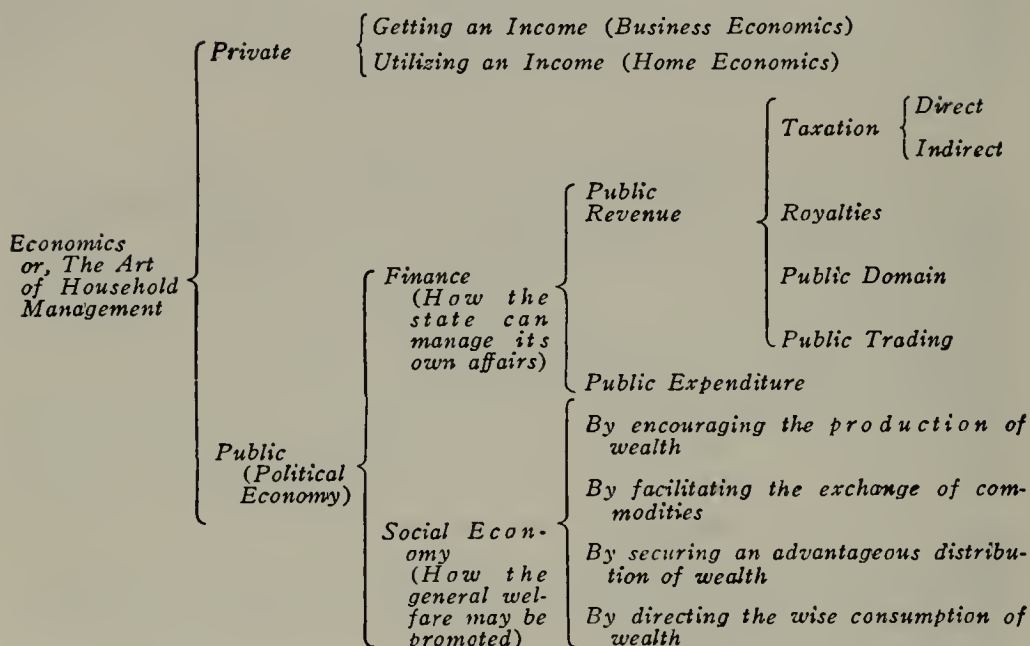 Economics
or, The Art
of Household
Management
Private
Getting an Income (Business Economics)
Utilizing an Income (Home Economics)
Public
(Political
Economy)
Finance
(How the
state can
manage its
own affairs)
Public
Revenue
Taxation
Direct
Indirect
Royalties
Public Domain
Public Trading
Public Expenditure
Social Econ-
omy
(How the
general wel-
fare may be
promoted)
By encouraging the production of
wealth
By facilitating the exchange of com-
modities
By securing an advantageous distribu-
tion of wealth
By directing the wise consumption of
wealth